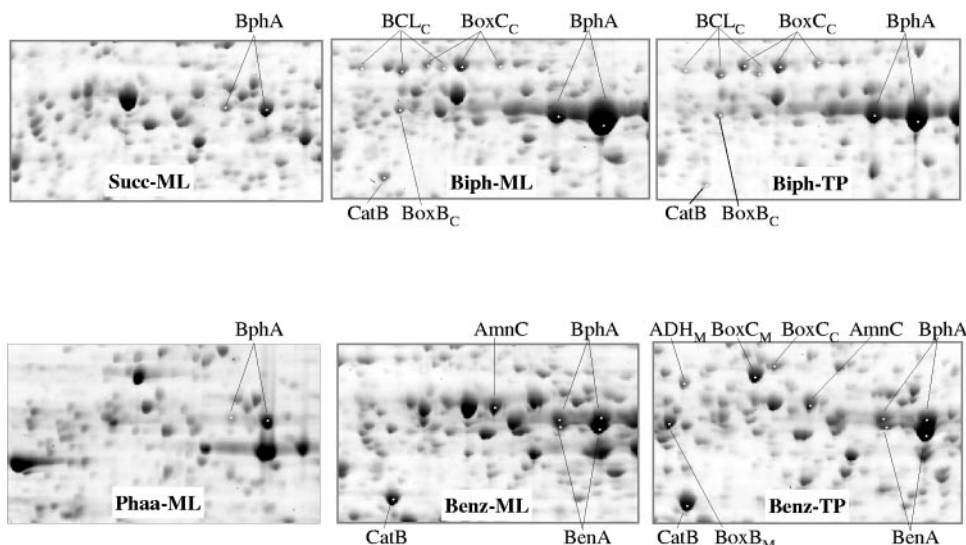 BphA BCL_C BoxC_C BphA BCL_C BoxC_C BphA
Succ-ML Biph-ML Biph-TP
CatB BoxB_C CatB BoxB_C
BphA AmnC BphA ADH_M BoxC_M BoxC_C AmnC BphA
Phaa-ML Benz-ML Benz-TP
CatB BenA CatB BoxB_M BenA